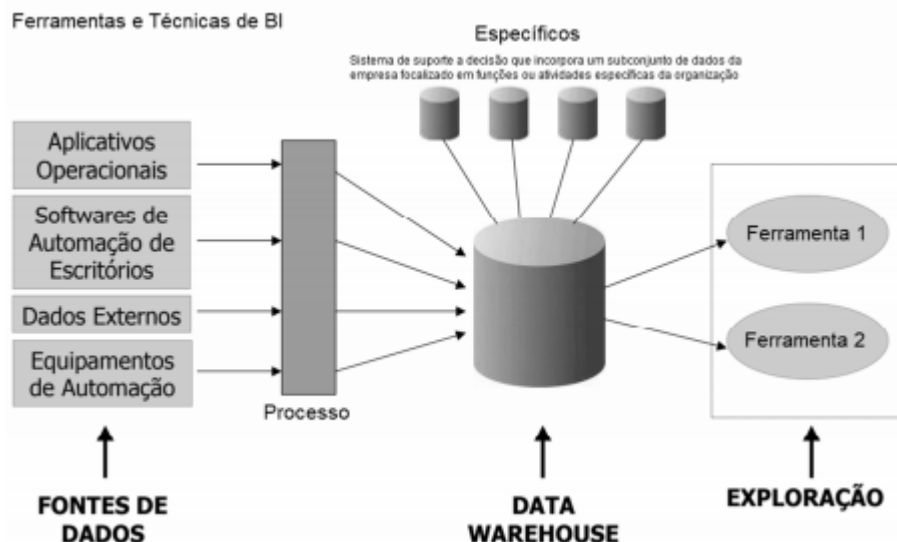 Ferramentas e Técnicas de BI
Específicos
Sistema de suporte a decisão que incorpora um subconjunto de dados da
empresa focalizado em funções ou atividades específicas da organização
Aplicativos
Operacionais
Softwares de
Automação de
Escritórios
Dados Externos
Equipamentos
de Automação
Processo
Ferramenta 1
Ferramenta 2
FONTES DE
DADOS
DATA
WAREHOUSE
EXPLORAÇÃO